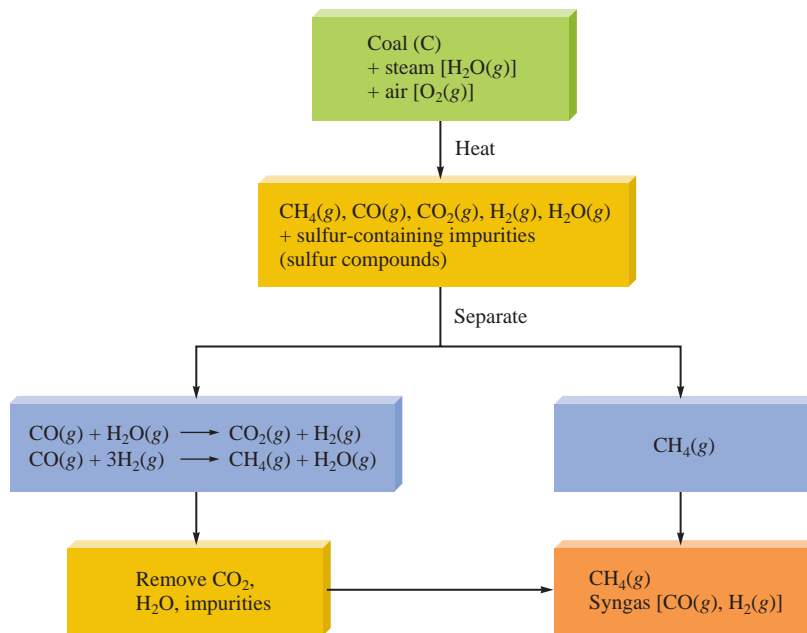 Coal (C)
+ steam [H₂O(g)]
+ air [O₂(g)]
Heat
CH₄(g), CO(g), CO₂(g), H₂(g), H₂O(g)
+ sulfur-containing impurities
(sulfur compounds)
Separate
CO(g) + H₂O(g) ⟶ CO₂(g) + H₂(g)
CO(g) + 3H₂(g) ⟶ CH₄(g) + H₂O(g)
CH₄(g)
Remove CO₂,
H₂O, impurities
CH₄(g)
Syngas [CO(g), H₂(g)]